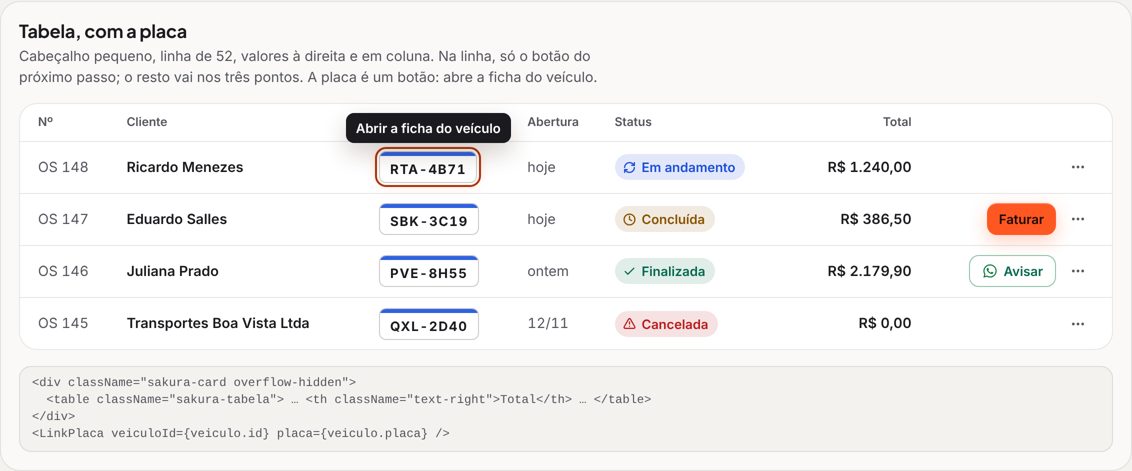 Tabela, com a placa
Cabeçalho pequeno, linha de 52, valores à direita e em coluna. Na linha, só o botão do
próximo passo; o resto vai nos três pontos. A placa é um botão: abre a ficha do veículo.
Nº Cliente Abertura Status Total
Abrir a ficha do veículo
OS 148 Ricardo Menezes RTA-4B71 hoje Em andamento R$ 1.240,00 ···
OS 147 Eduardo Salles SBK-3C19 hoje Concluída R$ 386,50 Faturar ···
OS 146 Juliana Prado PVE-8H55 ontem Finalizada R$ 2.179,90 Avisar ···
OS 145 Transportes Boa Vista Ltda QXL-2D40 12/11 Cancelada R$ 0,00 ···
<div className="sakura-card overflow-hidden">
  <table className="sakura-tabela"> … <th className="text-right">Total</th> … </table>
</div>
<LinkPlaca veiculoId={veiculo.id} placa={veiculo.placa} />